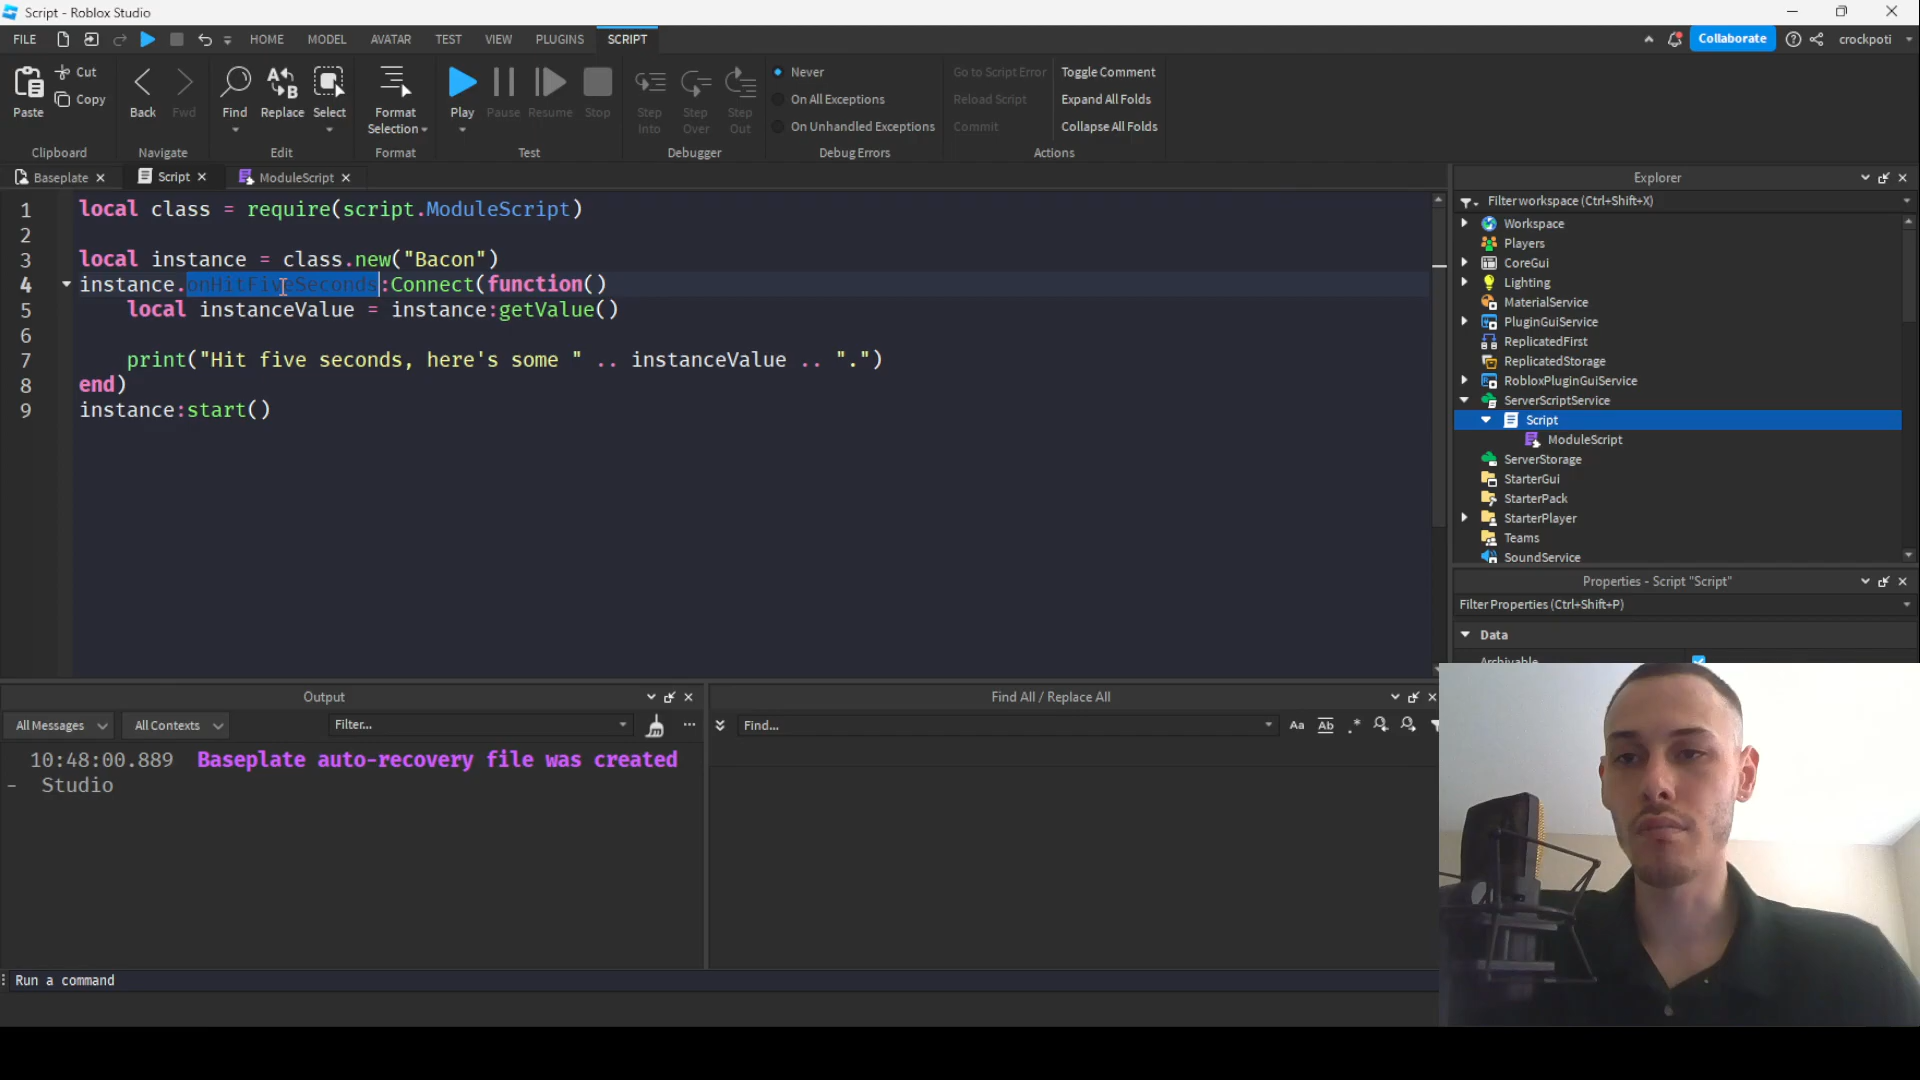 Script - Roblox Studio
FILE HOME MODEL AVATAR TEST VIEW PLUGINS SCRIPT Collaborate crockpoti
Paste Cut Copy Clipboard
Back Fwd Navigate
Find Replace Select Edit
Format Selection Format
Play Pause Resume Stop Test
Step Into Step Over Step Out Debugger
Never
On All Exceptions
On Unhandled Exceptions
Debug Errors
Go to Script Error Toggle Comment
Reload Script Expand All Folds
Commit Collapse All Folds
Actions
Baseplate Script ModuleScript
1 local class = require(script.ModuleScript)
2
3 local instance = class.new("Bacon")
4 instance.onHitFiveSeconds:Connect(function()
5 local instanceValue = instance:getValue()
6
7 print("Hit five seconds, here's some " .. instanceValue .. ".")
8 end)
9 instance:start()
Explorer
Filter workspace (Ctrl+Shift+X)
Workspace
Players
CoreGui
Lighting
MaterialService
PluginGuiService
ReplicatedFirst
ReplicatedStorage
RobloxPluginGuiService
ServerScriptService
Script
ModuleScript
ServerStorage
StarterGui
StarterPack
StarterPlayer
Teams
SoundService
Properties - Script "Script"
Filter Properties (Ctrl+Shift+P)
Data
Archivable
Output
All Messages All Contexts Filter...
10:48:00.889 Baseplate auto-recovery file was created
- Studio
Find All / Replace All
Find... Aa Ab .*
Run a command